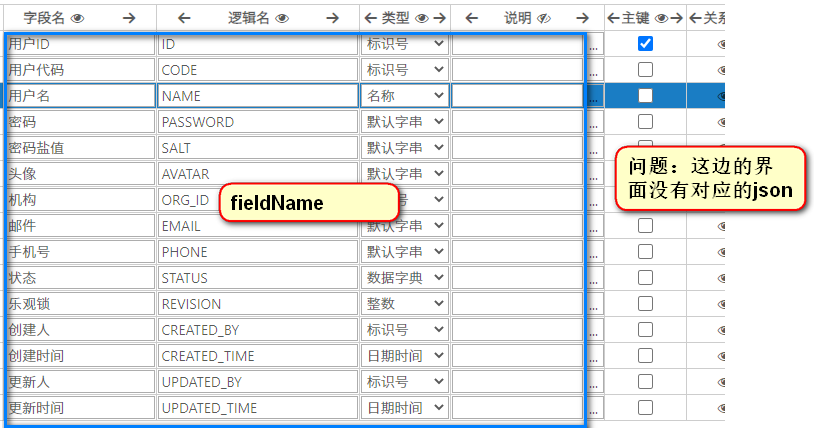 字段名 逻辑名 类型 说明 主键 关系
用户ID ID 标识号 ...
用户代码 CODE 标识号 ...
用户名 NAME 名称 ...
密码 PASSWORD 默认字串 ...
密码盐值 SALT 默认字串 ...
头像 AVATAR 默认字串 ...
机构 ORG_ID 号 ...
邮件 EMAIL 默认字串 ...
手机号 PHONE 默认字串 ...
状态 STATUS 数据字典 ...
乐观锁 REVISION 整数 ...
创建人 CREATED_BY 标识号 ...
创建时间 CREATED_TIME 日期时间 ...
更新人 UPDATED_BY 标识号 ...
更新时间 UPDATED_TIME 日期时间 ...
fieldName
问题：这边的界
面没有对应的json